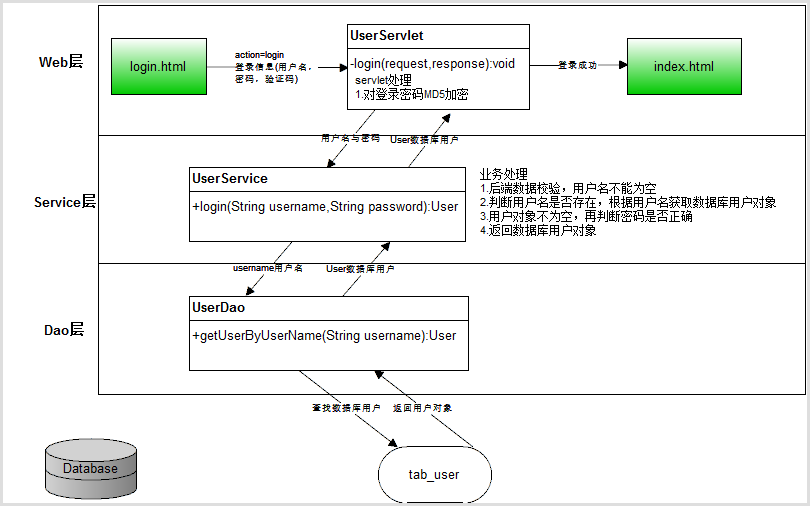 Web层
login.html
action=login
登录信息(用户名,
密码, 验证码)
UserServlet
-login(request,response):void
servlet处理
1.对登录密码MD5加密
登录成功
index.html
用户名与密码
User数据库用户
Service层
UserService
+login(String username,String password):User
业务处理
1.后端数据校验，用户名不能为空
2.判断用户名是否存在，根据用户名获取数据库用户对象
3.用户对象不为空，再判断密码是否正确
4.返回数据库用户对象
username用户名
User数据库用户
Dao层
UserDao
+getUserByUserName(String username):User
查找数据库用户
返回用户对象
Database
tab_user